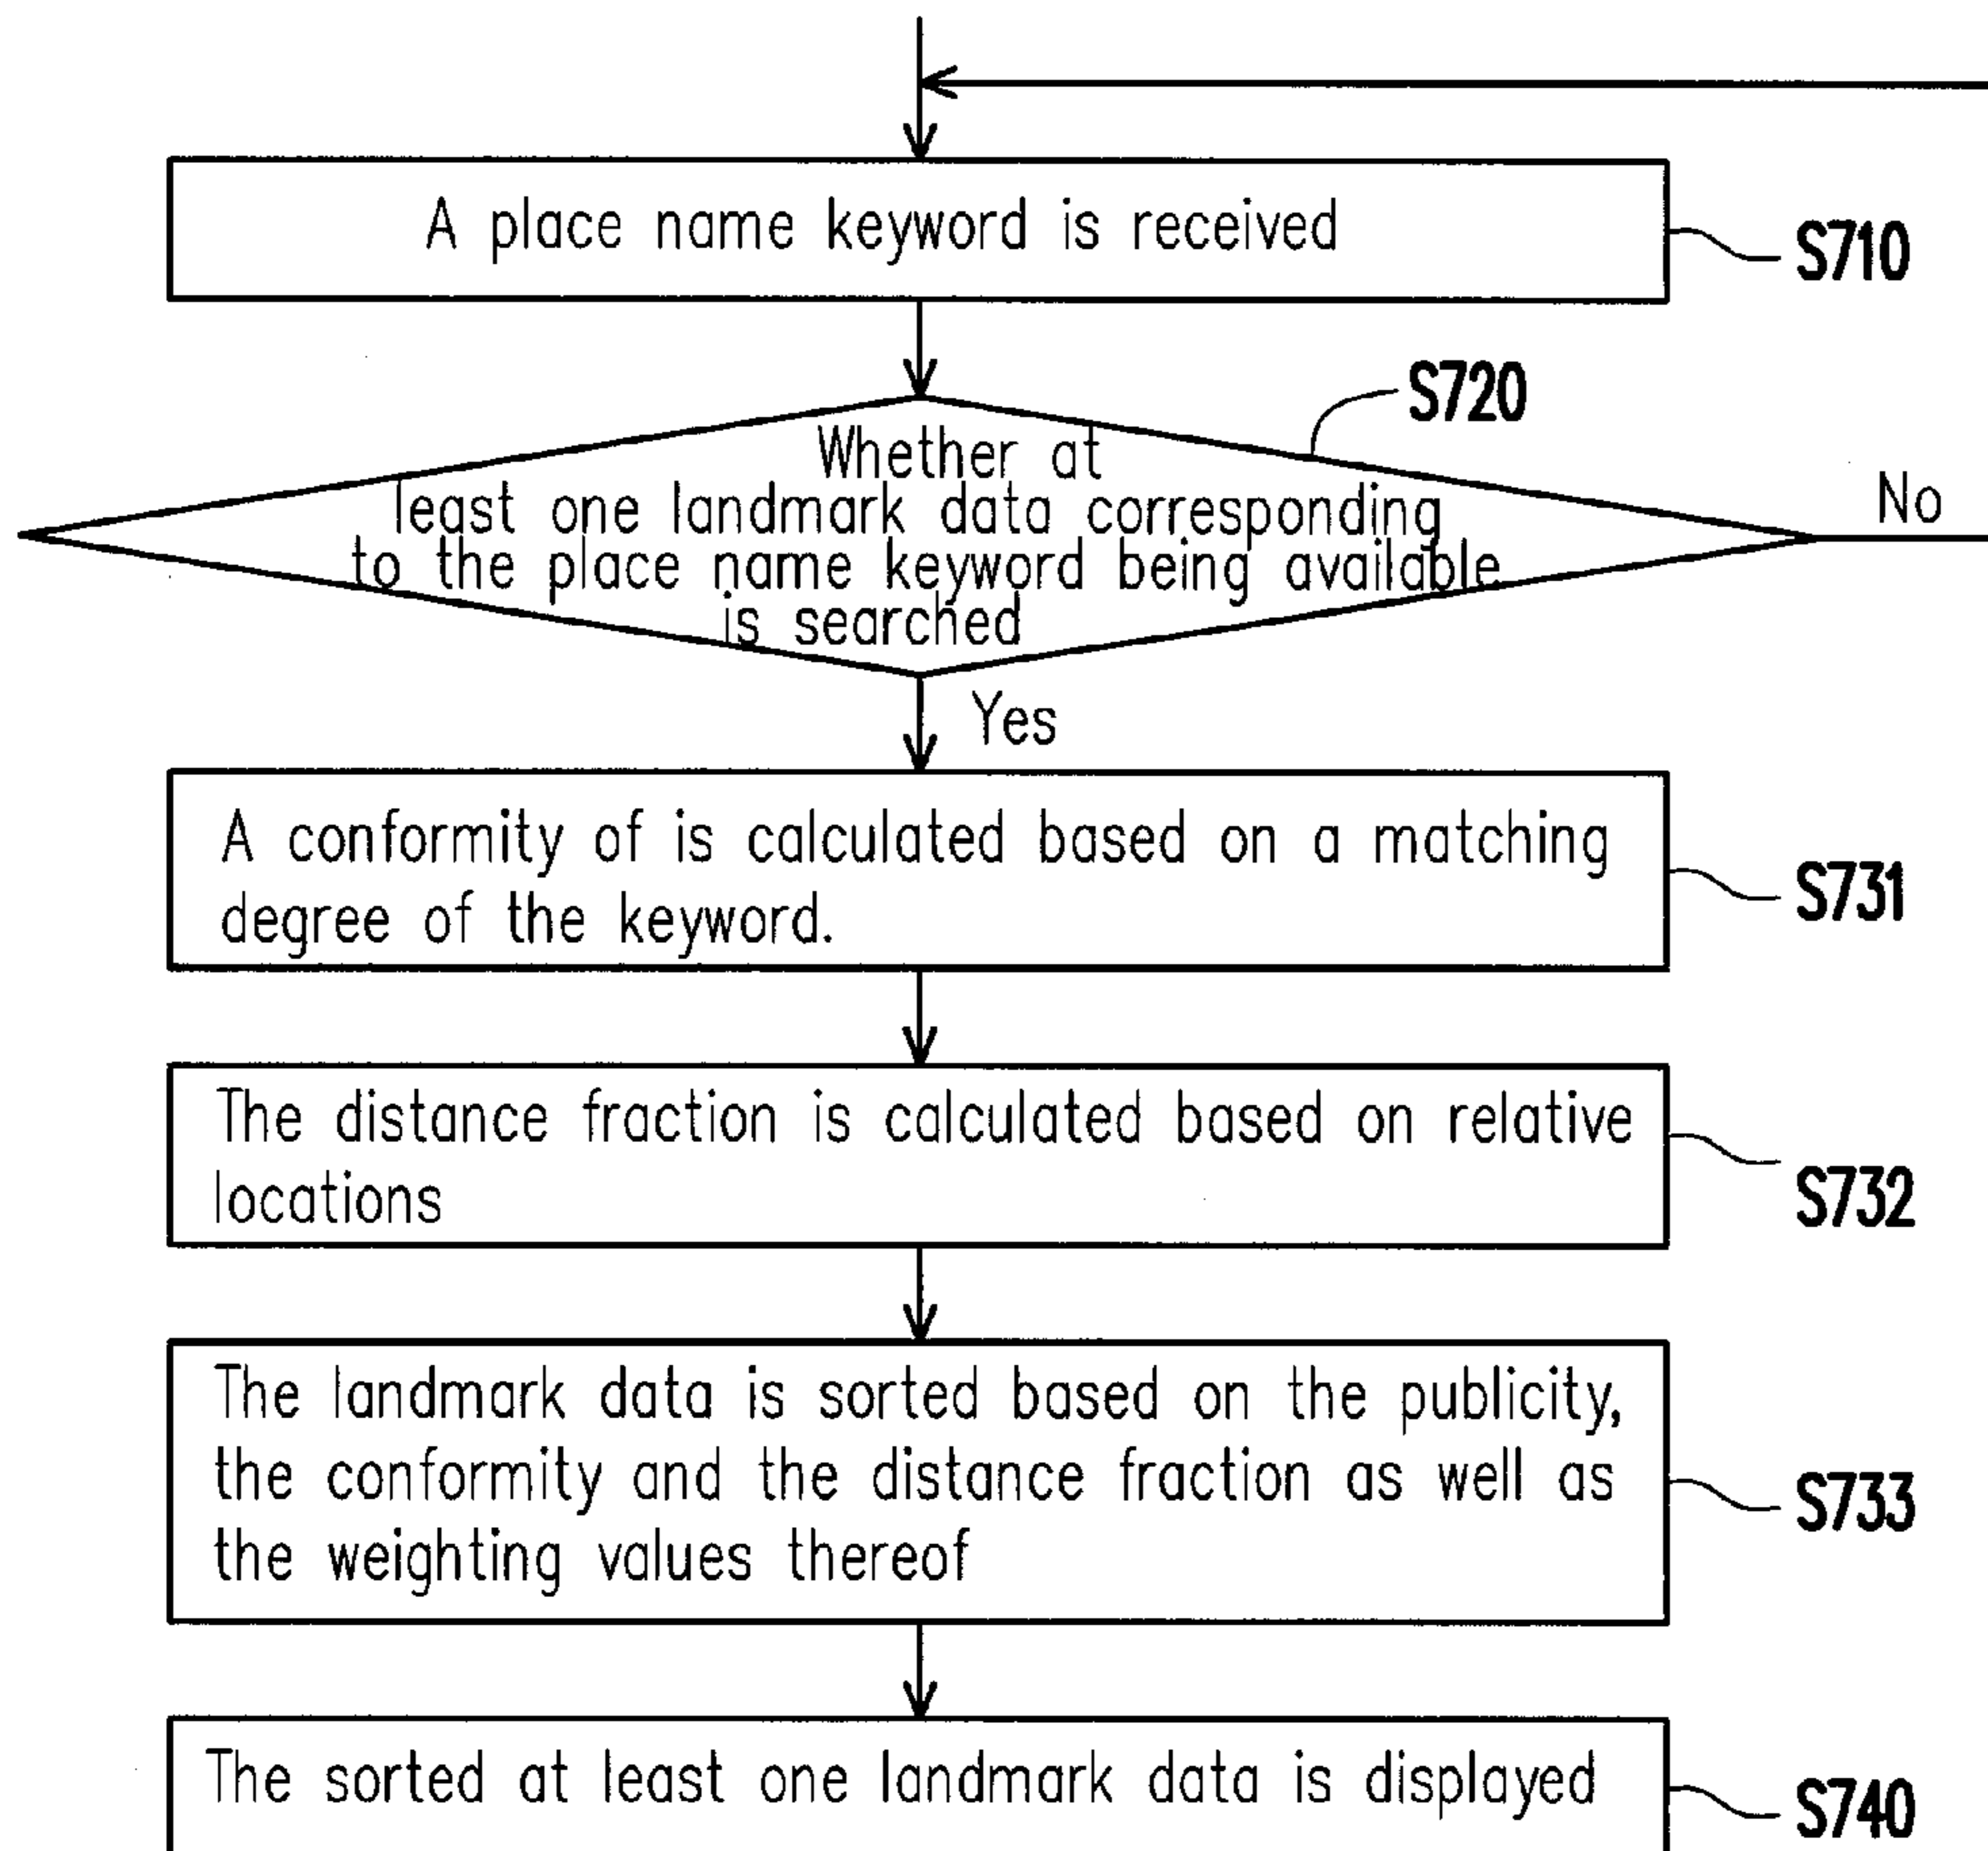 A place name keyword is received
S710
S720
Whether at
least one landmark data corresponding
to the place name keyword being available
is searched
No
Yes
A conformity of is calculated based on a matching
degree of the keyword.
S731
The distance fraction is calculated based on relative
locations
S732
The landmark data is sorted based on the publicity,
the conformity and the distance fraction as well as
the weighting values thereof
S733
The sorted at least one landmark data is displayed
S740